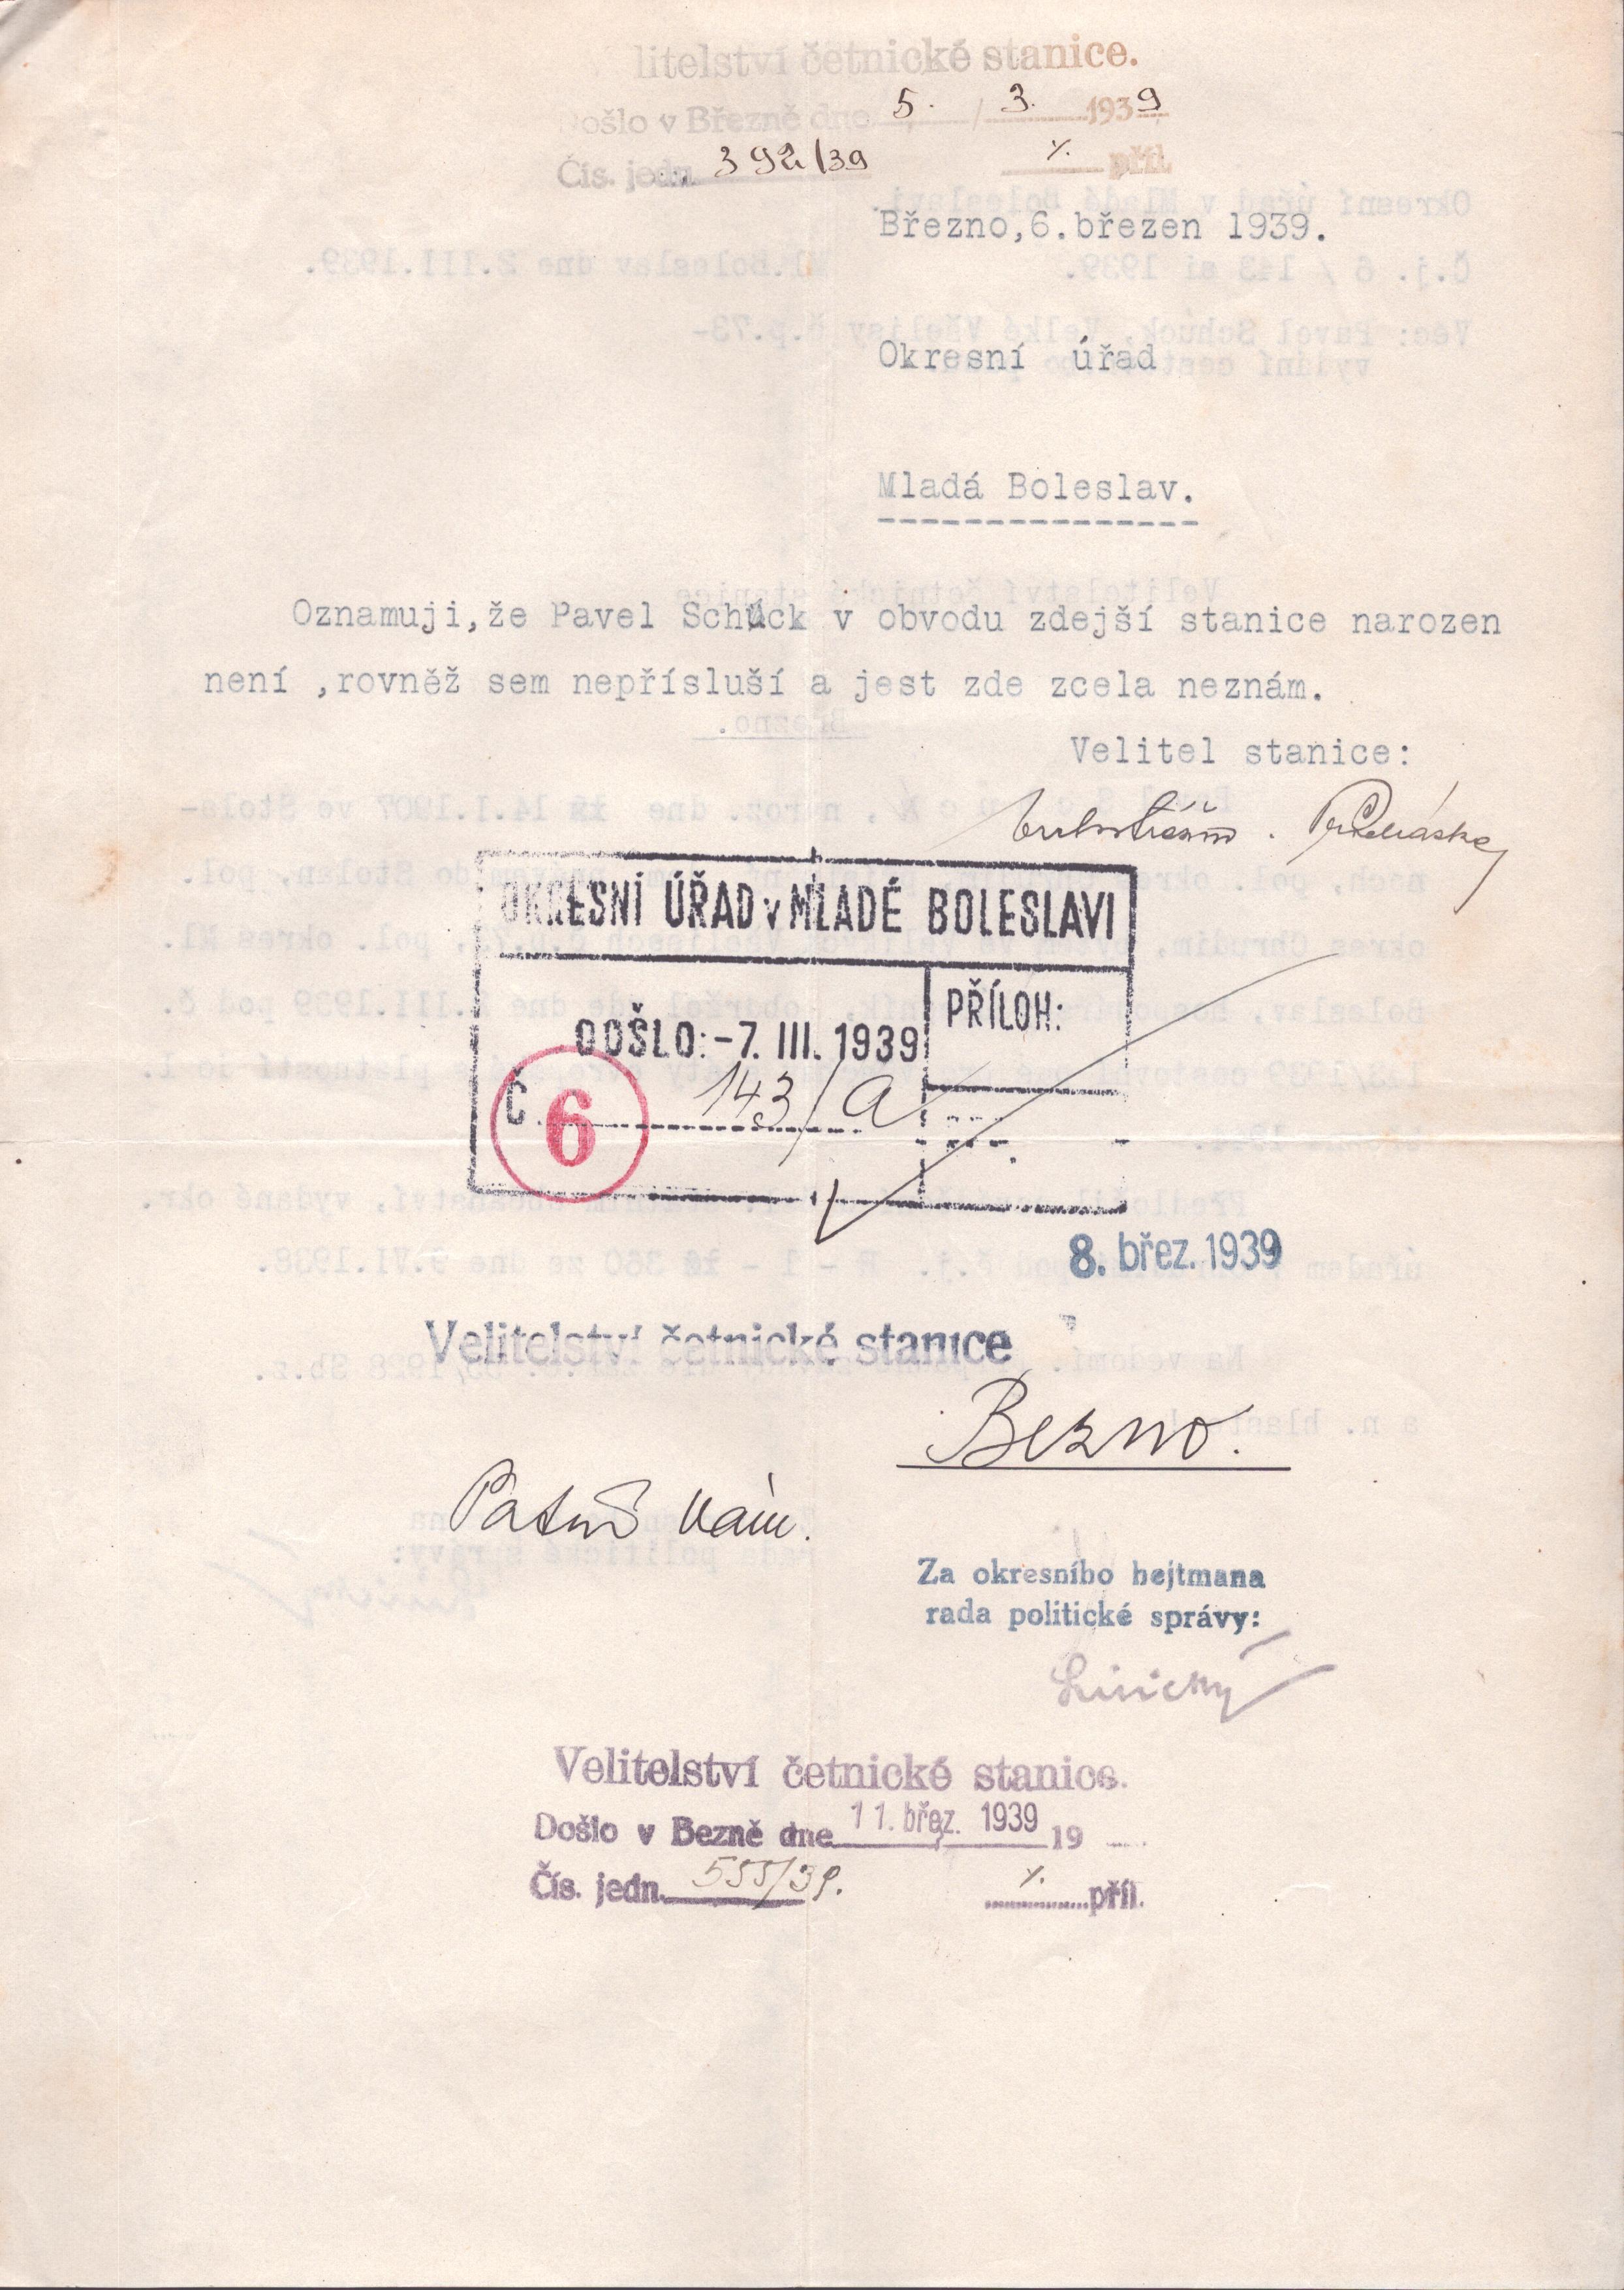 litelství četnické stanice.
Došlo v Březně dne 5. / 3. 1939
Čís. jedn. 392/39 příl.
Březno,6.březen 1939.
Okresní úřad
Mladá Boleslav.
Oznamuji,že Pavel Schück v obvodu zdejší stanice narozen
není ,rovněž sem nepřísluší a jest zde zcela neznám.
Velitel stanice:
OKRESNÍ ÚŘAD v MLADÉ BOLESLAVI
DOŠLO: -7. III. 1939 PŘÍLOH:
Č 6 143/a
8. břez. 1939
Velitelství četnické stanice
Bezno.
Patří Vám.
Za okresního hejtmana
rada politické správy:
Velitelství četnické stanice.
Došlo v Bezně dne 11. břez. 1939 19
Čís. jedn. 555/39. příl.